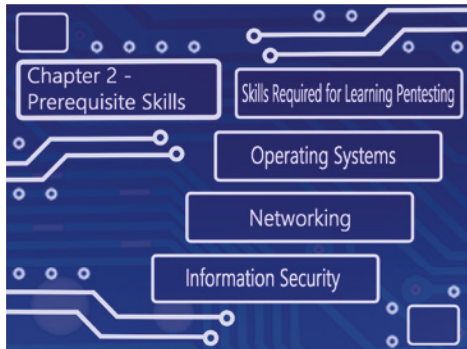 Chapter 2 -
Prerequisite Skills
Skills Required for Learning Pentesting
Operating Systems
Networking
Information Security